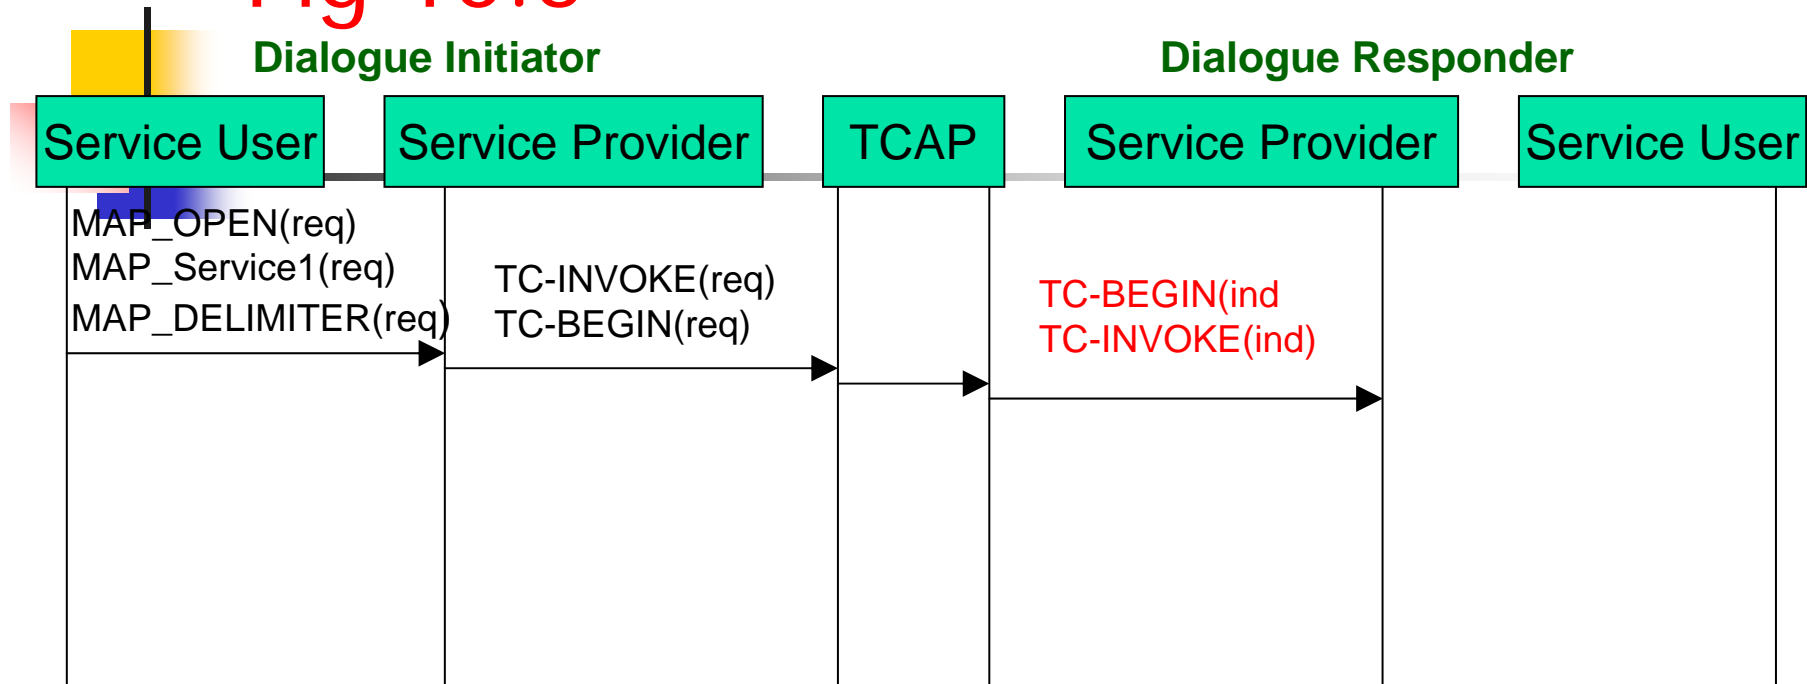 Dialogue Initiator
Dialogue Responder
Service User
Service Provider
TCAP
Service Provider
Service User
MAP_OPEN(req)
MAP_Service1(req)
MAP_DELIMITER(req)
TC-INVOKE(req)
TC-BEGIN(req)
TC-BEGIN(ind
TC-INVOKE(ind)